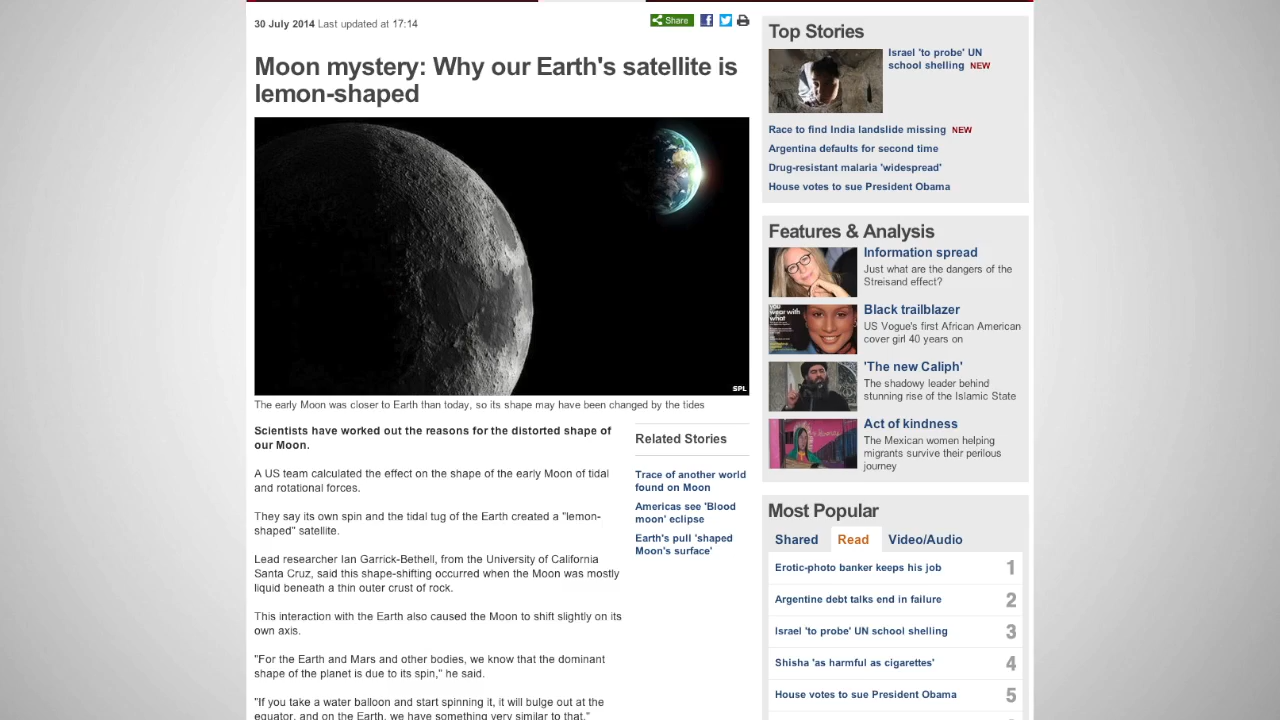 30 July 2014 Last updated at 17:14
Share
Moon mystery: Why our Earth's satellite is
lemon-shaped
SPL
The early Moon was closer to Earth than today, so its shape may have been changed by the tides
Scientists have worked out the reasons for the distorted shape of
our Moon.
A US team calculated the effect on the shape of the early Moon of tidal
and rotational forces.
They say its own spin and the tidal tug of the Earth created a "lemon-
shaped" satellite.
Lead researcher Ian Garrick-Bethell, from the University of California
Santa Cruz, said this shape-shifting occurred when the Moon was mostly
liquid beneath a thin outer crust of rock.
This interaction with the Earth also caused the Moon to shift slightly on its
own axis.
"For the Earth and Mars and other bodies, we know that the dominant
shape of the planet is due to its spin," he said.
"If you take a water balloon and start spinning it, it will bulge out at the
equator, and on the Earth, we have something very similar to that."
Related Stories
Trace of another world
found on Moon
Americas see 'Blood
moon' eclipse
Earth's pull 'shaped
Moon's surface'
Top Stories
Israel 'to probe' UN
school shelling NEW
Race to find India landslide missing NEW
Argentina defaults for second time
Drug-resistant malaria 'widespread'
House votes to sue President Obama
Features & Analysis
Information spread
Just what are the dangers of the
Streisand effect?
you
wear with
what
Black trailblazer
US Vogue's first African American
cover girl 40 years on
'The new Caliph'
The shadowy leader behind
stunning rise of the Islamic State
Act of kindness
The Mexican women helping
migrants survive their perilous
journey
Most Popular
Shared Read Video/Audio
Erotic-photo banker keeps his job 1
Argentine debt talks end in failure 2
Israel 'to probe' UN school shelling 3
Shisha 'as harmful as cigarettes' 4
House votes to sue President Obama 5